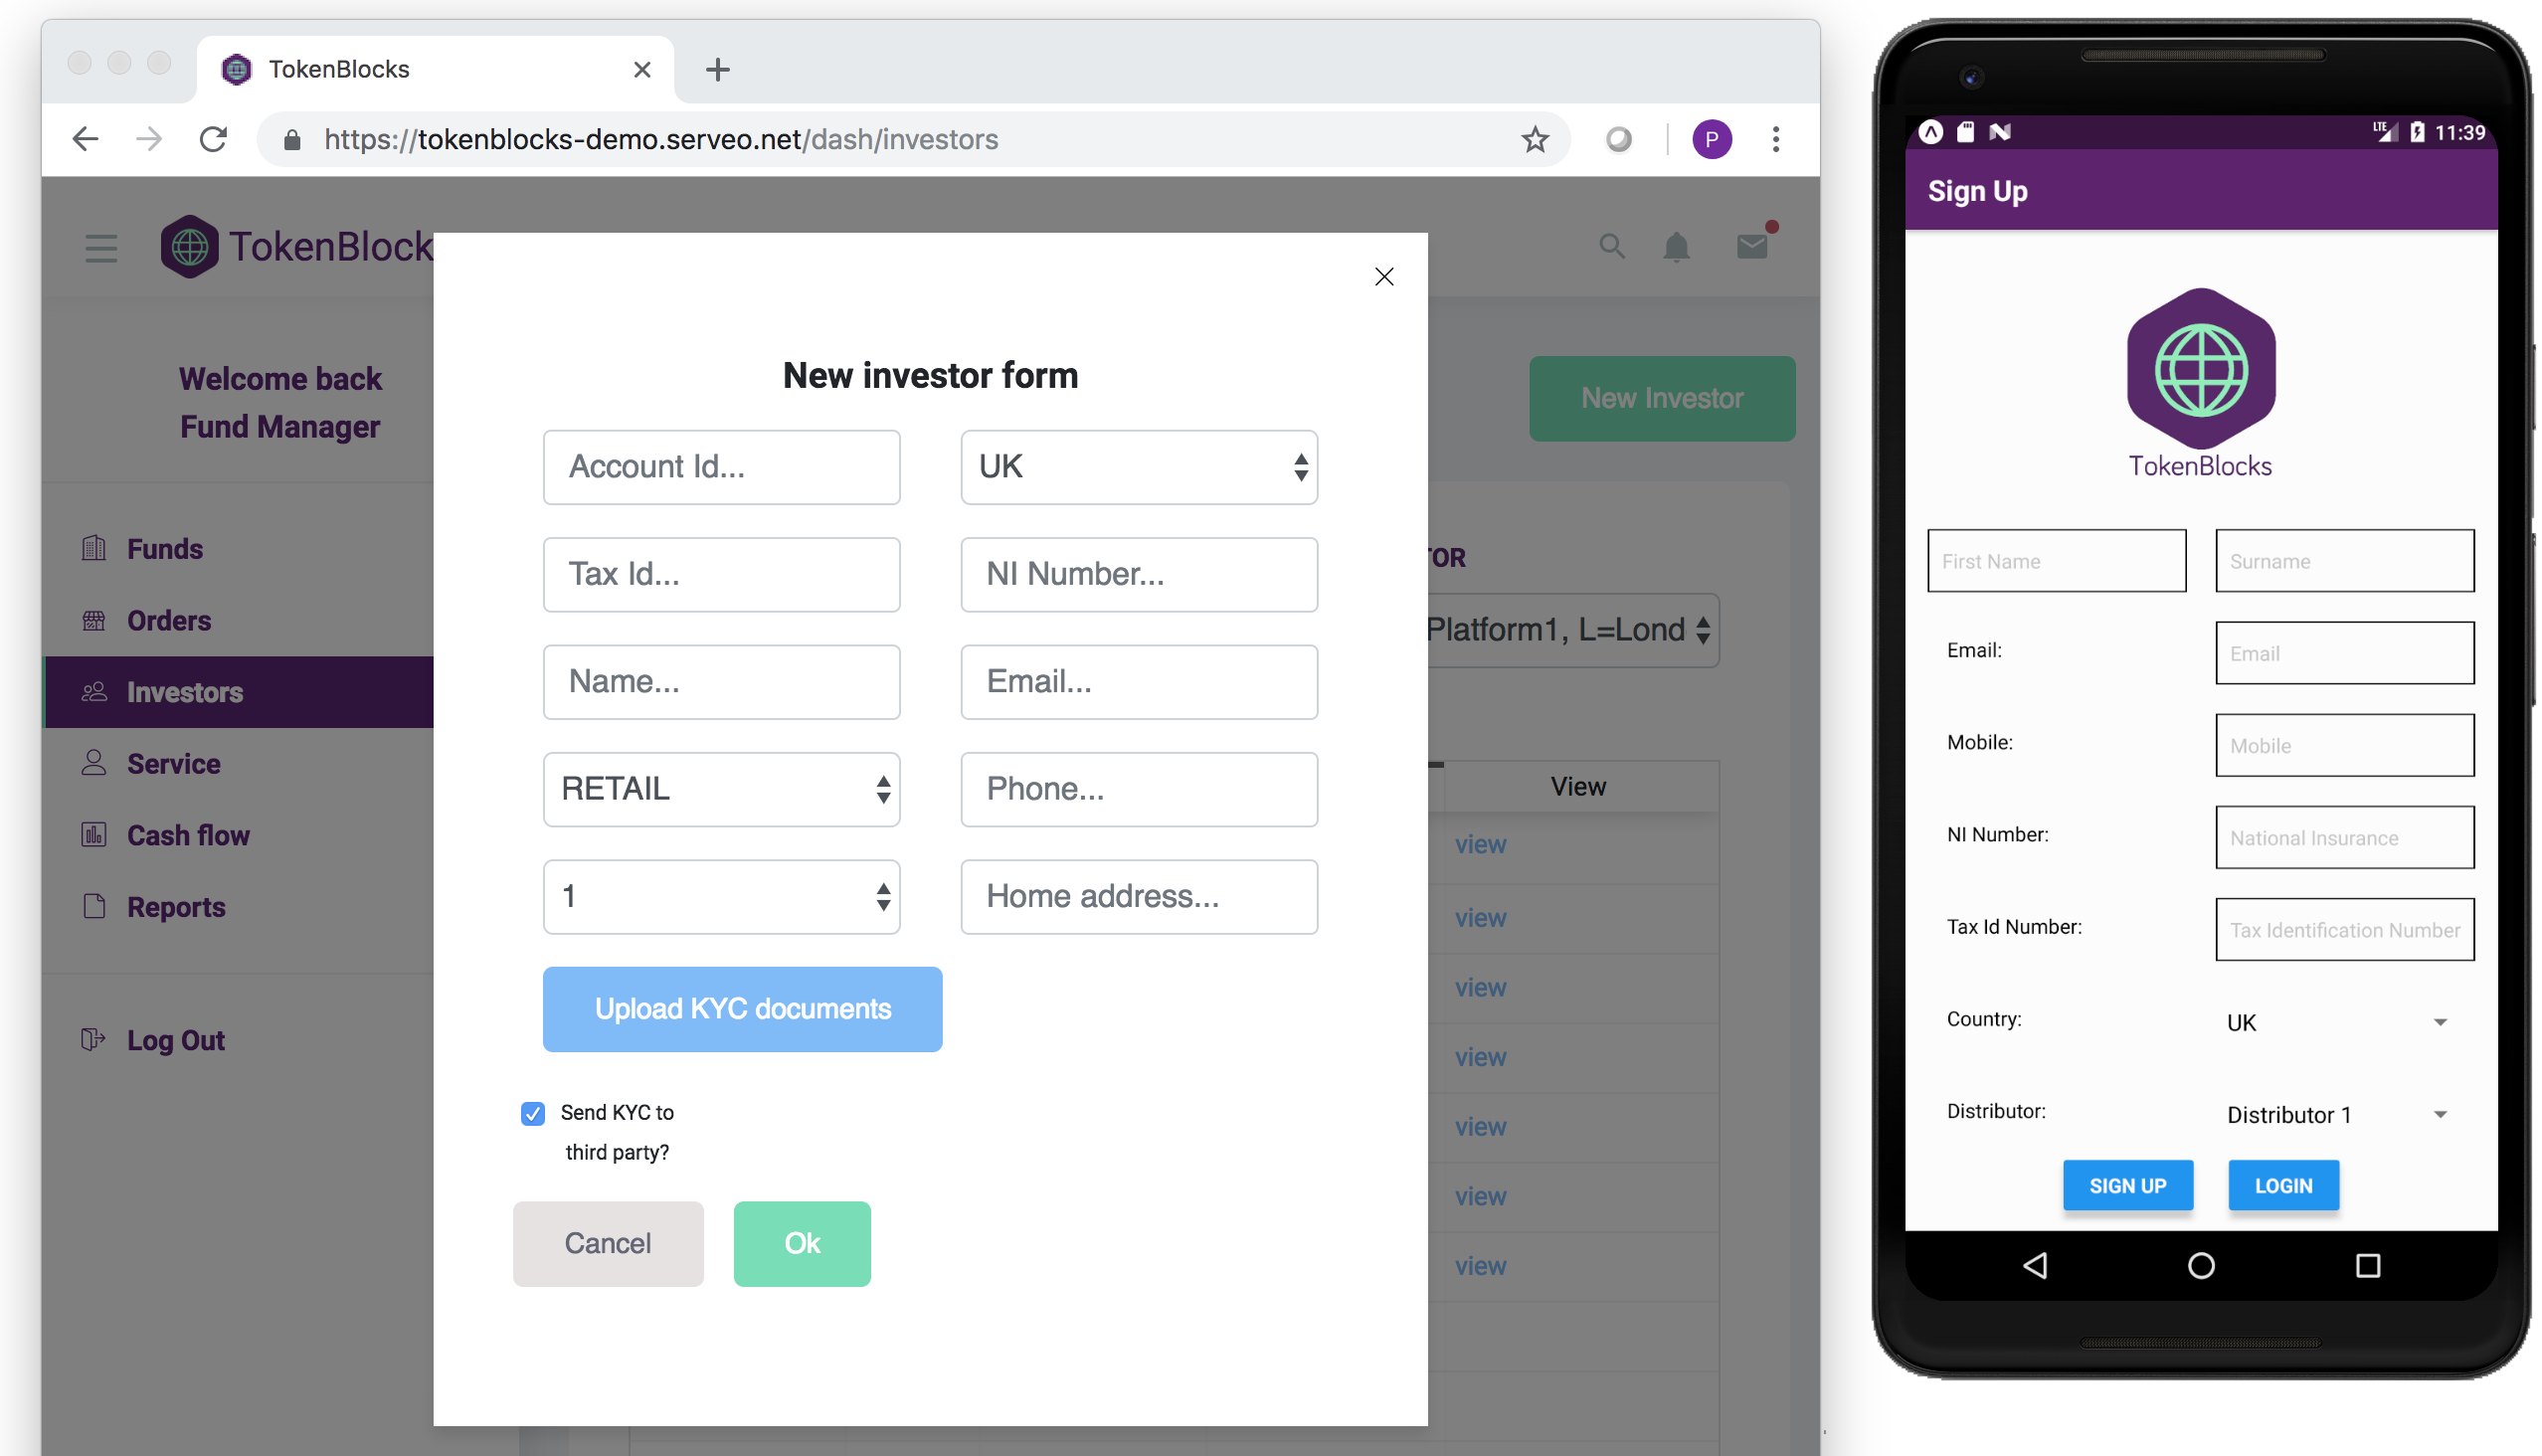 TokenBlocks
https://tokenblocks-demo.serveo.net/dash/investors
P
TokenBlock
Welcome back
Fund Manager
Funds
Orders
Investors
Service
Cash flow
Reports
Log Out
New investor form
Account Id...
UK
Tax Id...
NI Number...
Name...
Email...
RETAIL
Phone...
1
Home address...
Upload KYC documents
Send KYC to
third party?
Cancel
Ok
New Investor
TOR
Platform1, L=Lond
View
view
view
view
view
view
view
view
LTE
11:39
Sign Up
TokenBlocks
First Name
Surname
Email:
Email
Mobile:
Mobile
NI Number:
National Insurance
Tax Id Number:
Tax Identification Number
Country:
UK
Distributor:
Distributor 1
SIGN UP
LOGIN